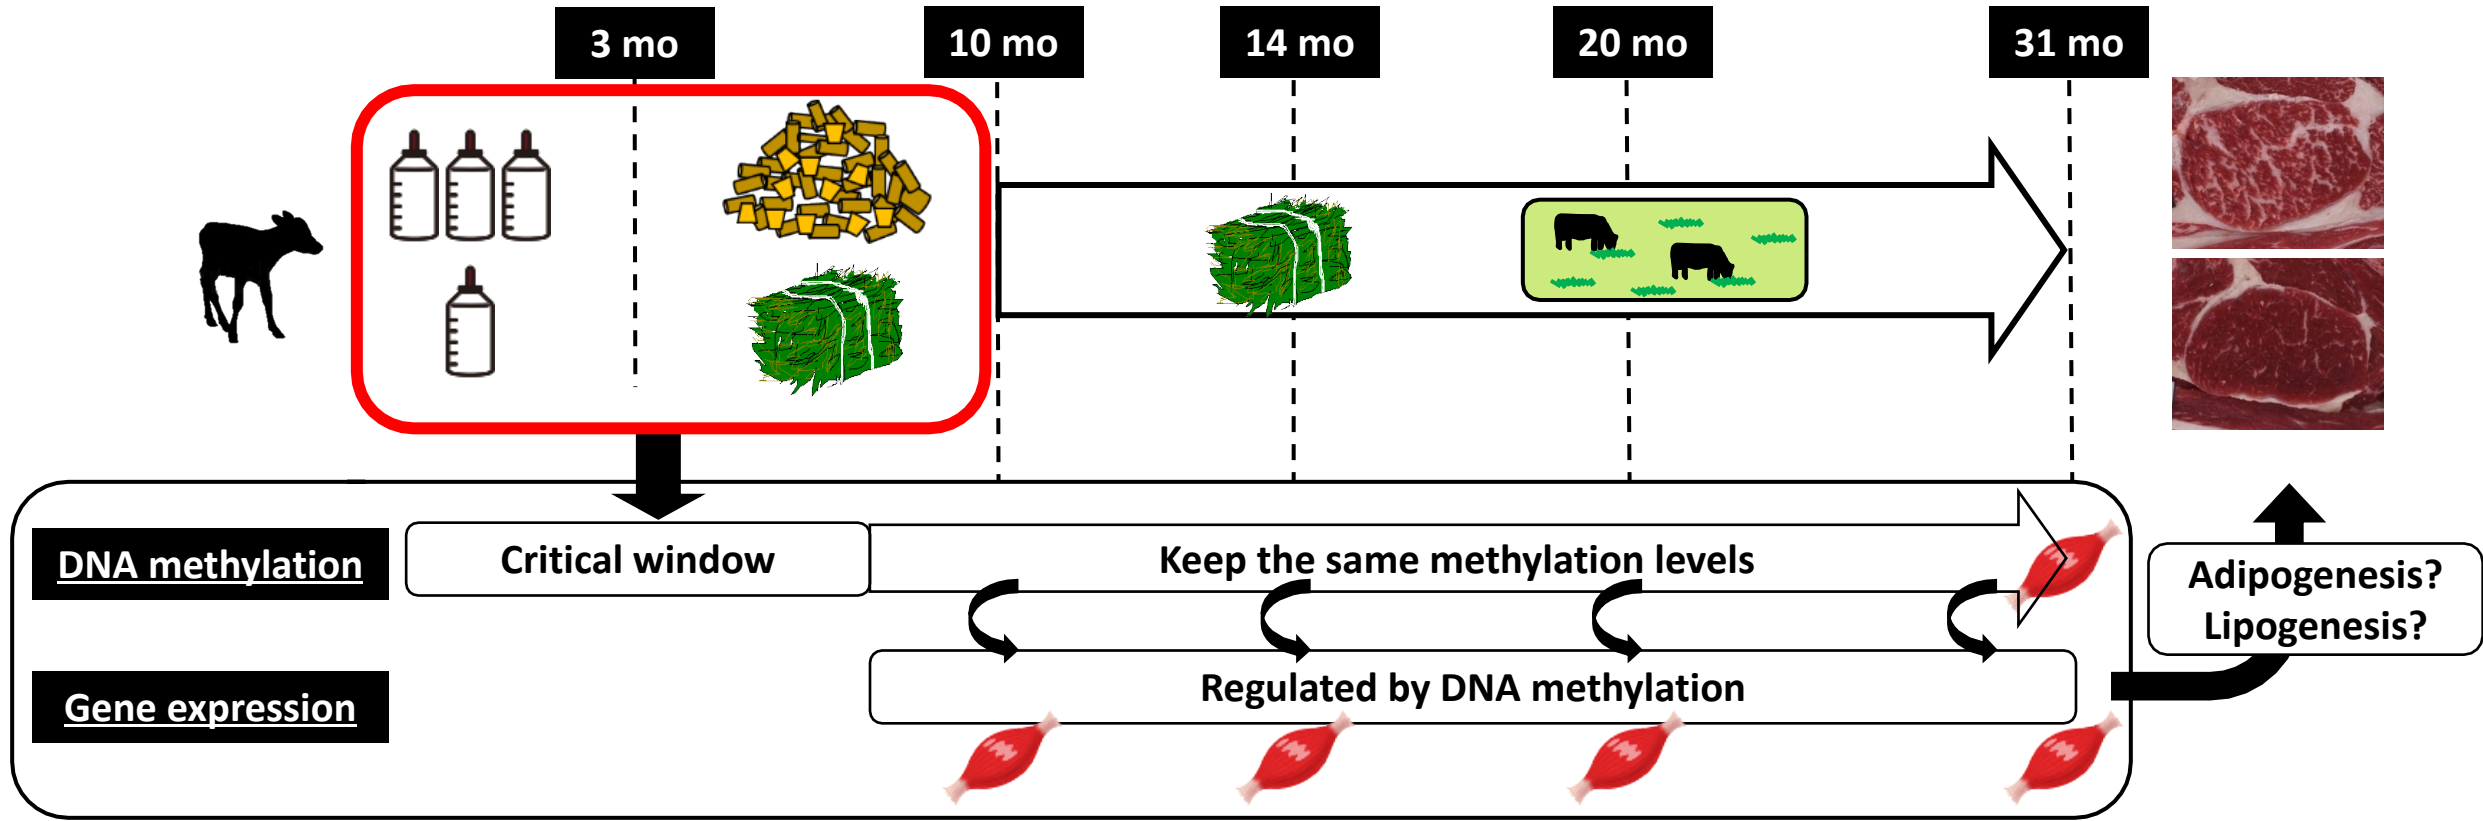 3 mo
10 mo
14 mo
20 mo
31 mo
DNA methylation
Critical window
Keep the same methylation levels
Adipogenesis?
Lipogenesis?
Gene expression
Regulated by DNA methylation